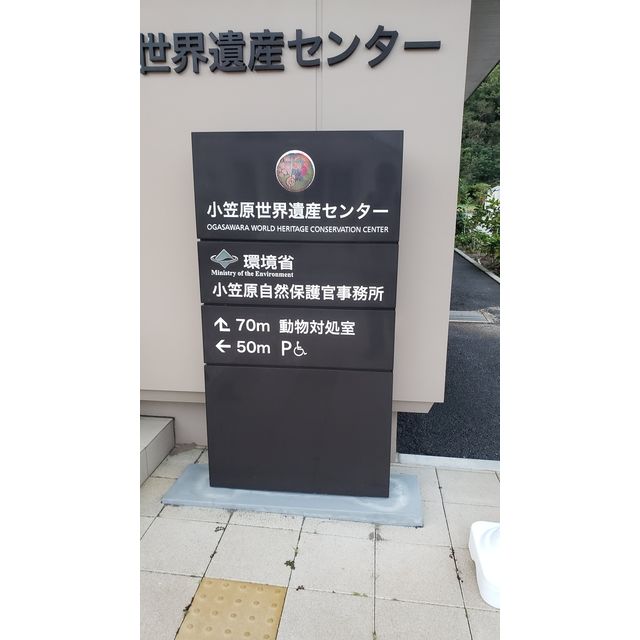 世界遺産センター
小笠原世界遺産センター
OGASAWARA WORLD HERITAGE CONSERVATION CENTER
環境省
Ministry of the Environment
小笠原自然保護官事務所
70m 動物対処室
50m P